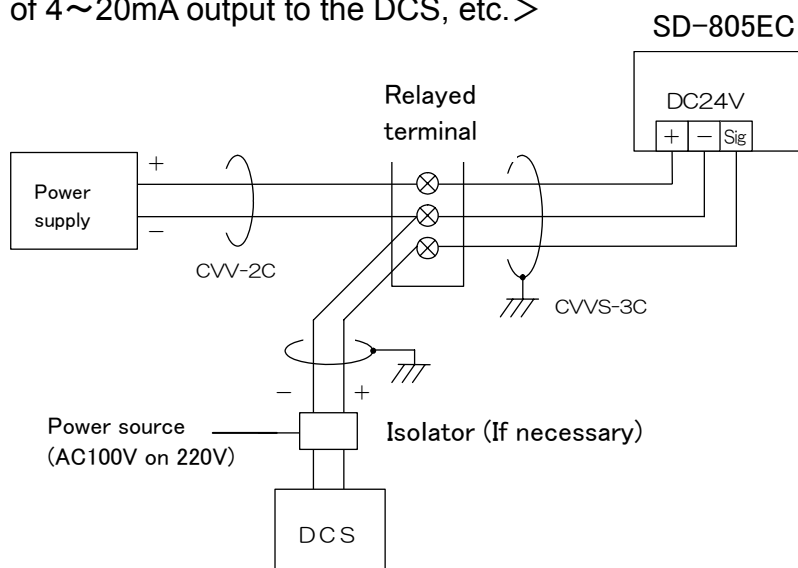 of 4～20mA output to the DCS, etc.＞
SD-805EC
Relayed
terminal
DC24V
+ － Sig
+
Power
supply
－
CVV-2C
CVVS-3C
－ +
Power source
(AC100V on 220V)
Isolator (If necessary)
DCS